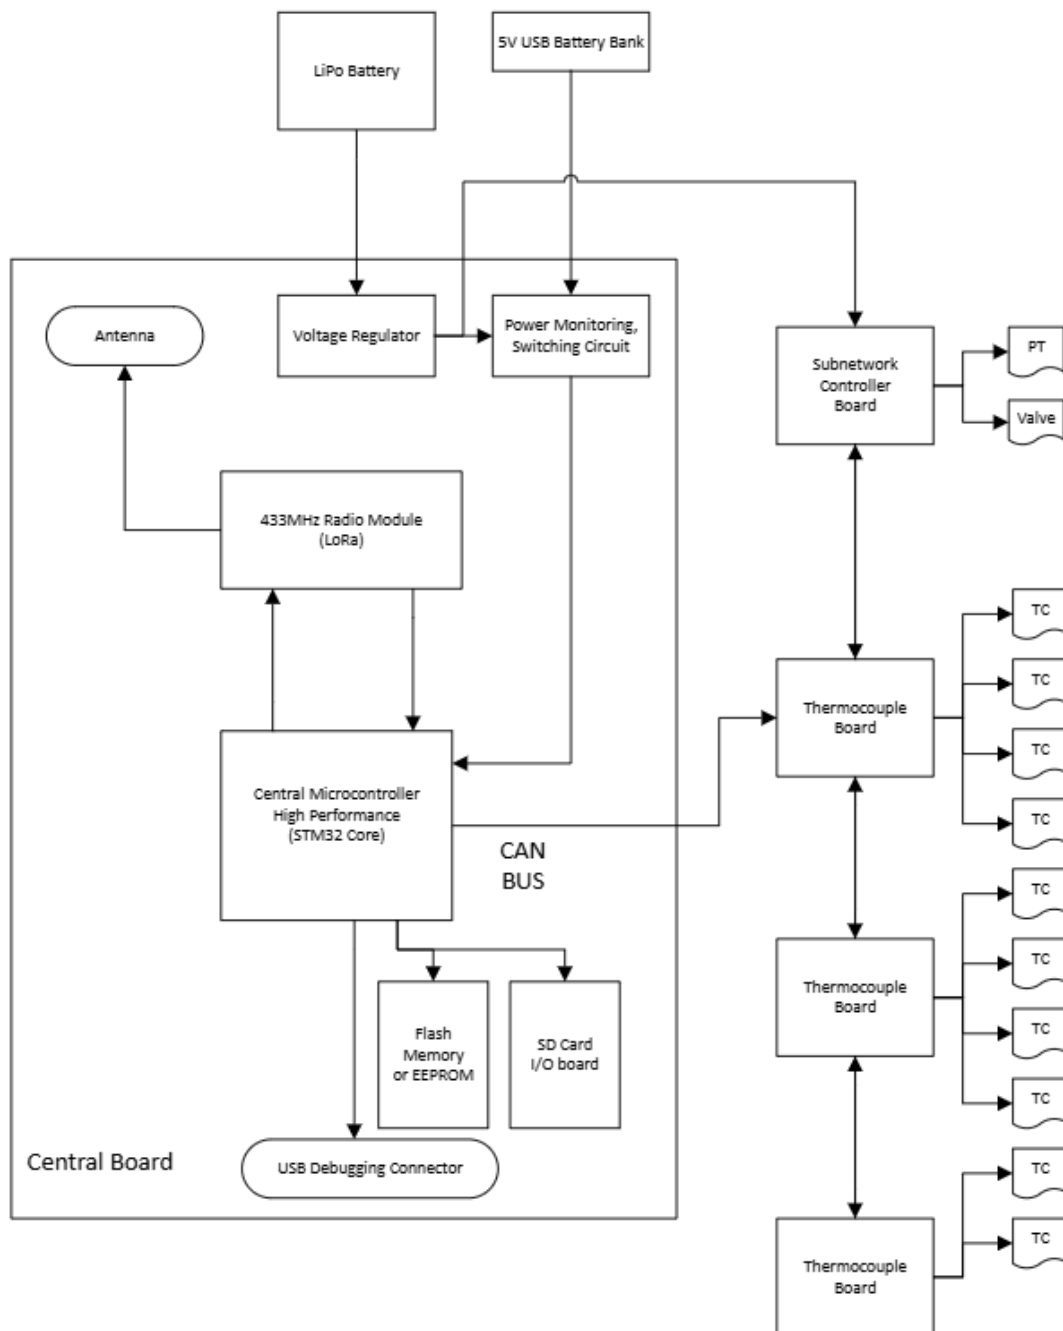 LiPo Battery
5V USB Battery Bank
Antenna
Voltage Regulator
Power Monitoring,
Switching Circuit
Subnetwork
Controller
Board
PT
Valve
433MHz Radio Module
(LoRa)
TC
TC
TC
TC
Thermocouple
Board
Central Microcontroller
High Performance
(STM32 Core)
CAN
BUS
TC
TC
TC
TC
Thermocouple
Board
Flash
Memory
or EEPROM
SD Card
I/O board
Central Board
USB Debugging Connector
TC
TC
Thermocouple
Board